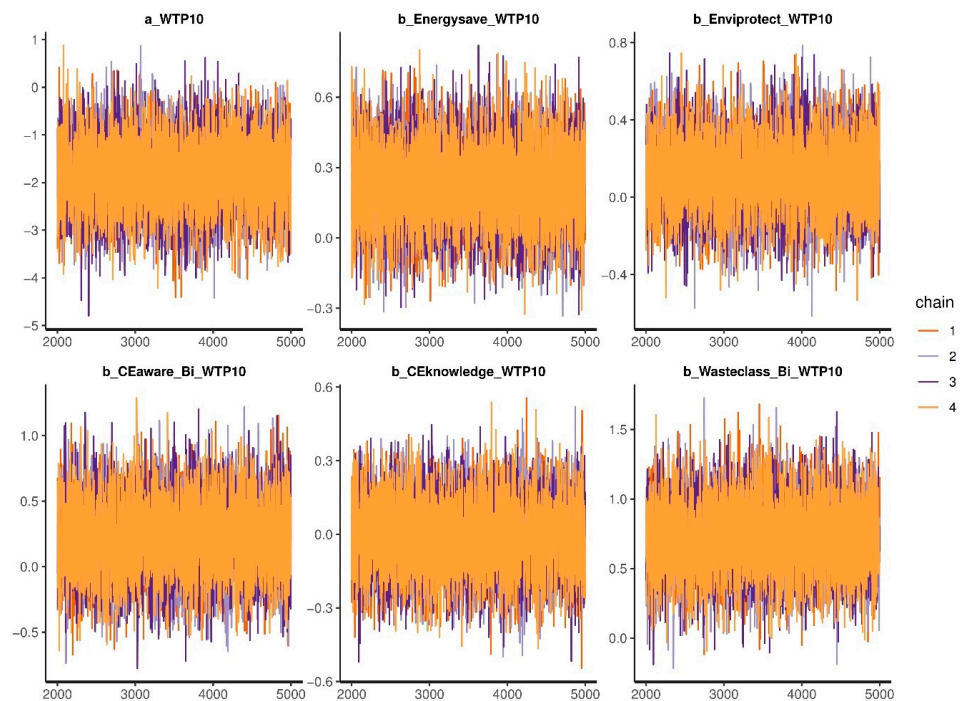 a_WTP10
b_Energysave_WTP10
b_Enviprotect_WTP10
1
0
−1
−2
−3
−4
−5
0.6
0.3
0.0
−0.3
0.8
0.4
0.0
−0.4
2000 3000 4000 5000
2000 3000 4000 5000
2000 3000 4000 5000
chain
1
2
3
4
b_CEaware_Bi_WTP10
b_CEknowledge_WTP10
b_Wasteclass_Bi_WTP10
1.0
0.5
0.0
−0.5
0.6
0.3
0.0
−0.3
−0.6
1.5
1.0
0.5
0.0
2000 3000 4000 5000
2000 3000 4000 5000
2000 3000 4000 5000